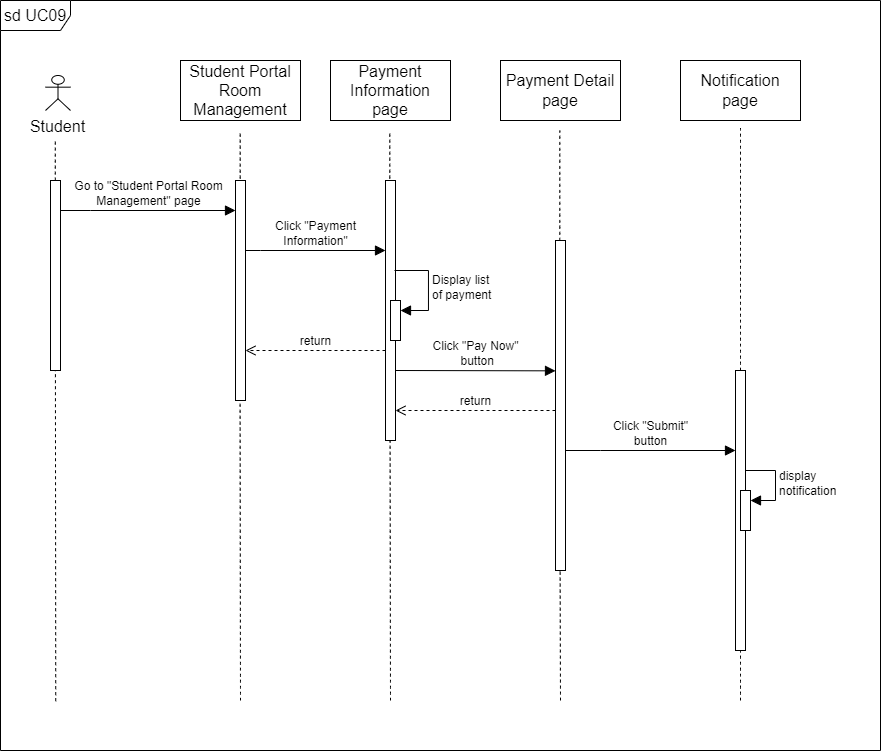 sd UC09
Student Portal
Room
Management
Payment
Information
page
Payment Detail
page
Notification
page
Student
Go to "Student Portal Room
Management" page
Click "Payment
Information"
Display list
of payment
return
Click "Pay Now"
button
return
Click "Submit"
button
display
notification